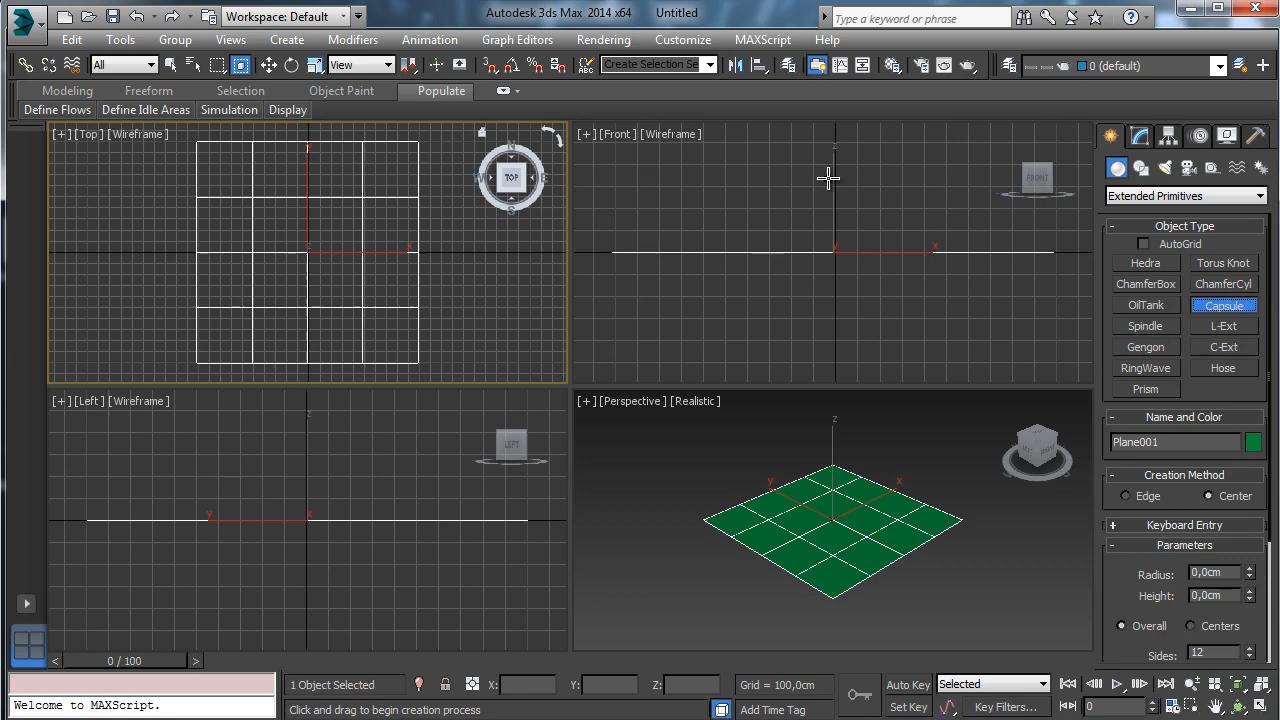 Workspace: Default
Autodesk 3ds Max 2014 x64 Untitled
Type a keyword or phrase
Edit Tools Group Views Create Modifiers Animation Graph Editors Rendering Customize MAXScript Help
All
View
Create Selection Se
0 (default)
Modeling Freeform Selection Object Paint Populate
Define Flows Define Idle Areas Simulation Display
[+] [Top] [Wireframe]
N
W TOP E
S
y
z x
[+] [Front] [Wireframe]
z
FRONT
y x
[+] [Left] [Wireframe]
z
LEFT
y x
[+] [Perspective] [Realistic]
z
y x
Extended Primitives
- Object Type
AutoGrid
Hedra Torus Knot
ChamferBox ChamferCyl
OilTank Capsule
Spindle L-Ext
Gengon C-Ext
RingWave Hose
Prism
- Name and Color
Plane001
- Creation Method
Edge Center
+ Keyboard Entry
- Parameters
Radius: 0,0cm
Height: 0,0cm
Overall Centers
Sides: 12
< 0 / 100 >
Welcome to MAXScript.
1 Object Selected X: Y: Z: Grid = 100,0cm
Click and drag to begin creation process Add Time Tag
Auto Key Selected
Set Key Key Filters... 0